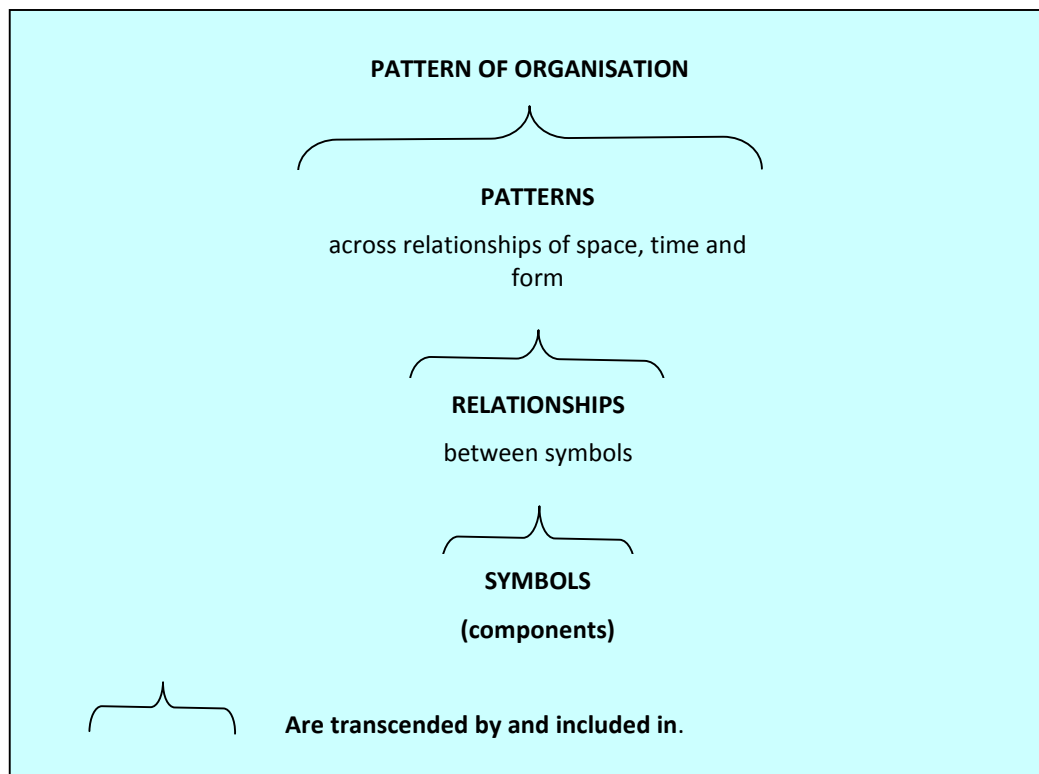 PATTERN OF ORGANISATION
PATTERNS
across relationships of space, time and
form
RELATIONSHIPS
between symbols
SYMBOLS
(components)
Are transcended by and included in.